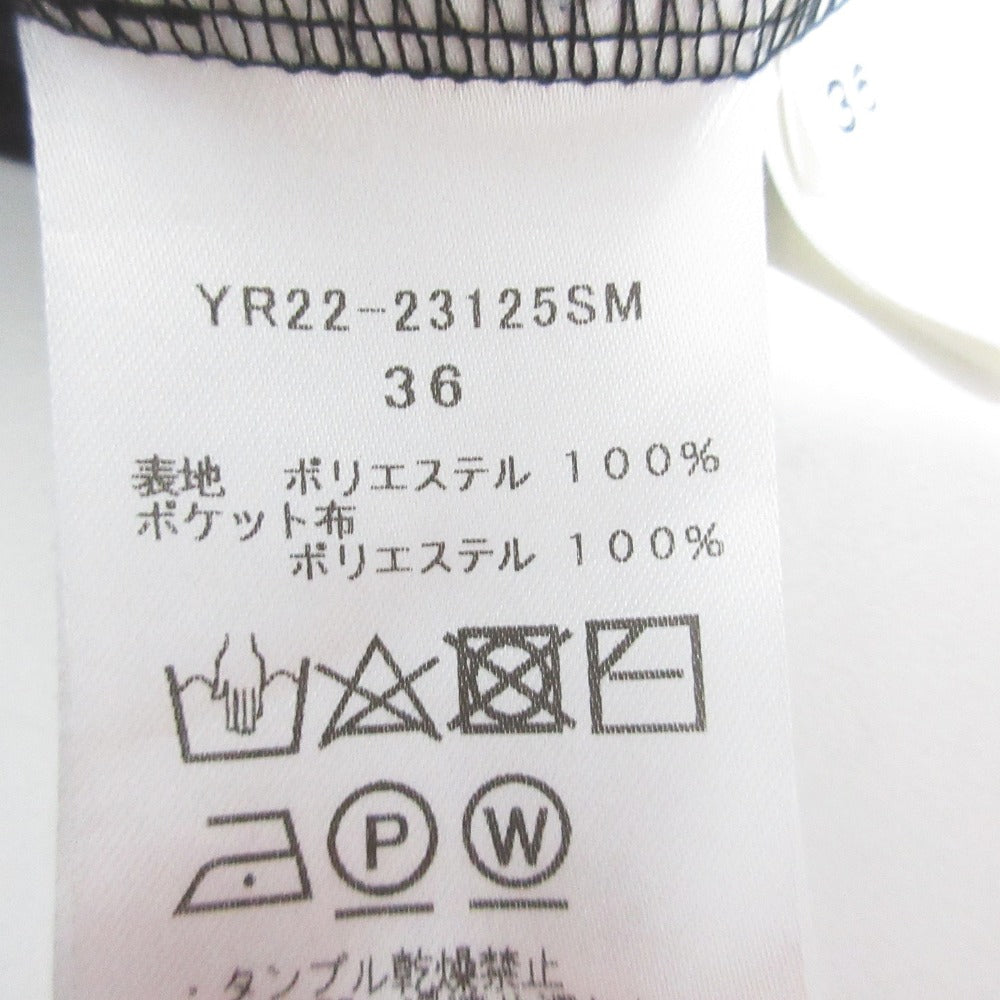 36
YR22-23125SM
36
表地 ポリエステル 100%
ポケット布
ポリエステル 100%
P W
・タンブル乾燥禁止